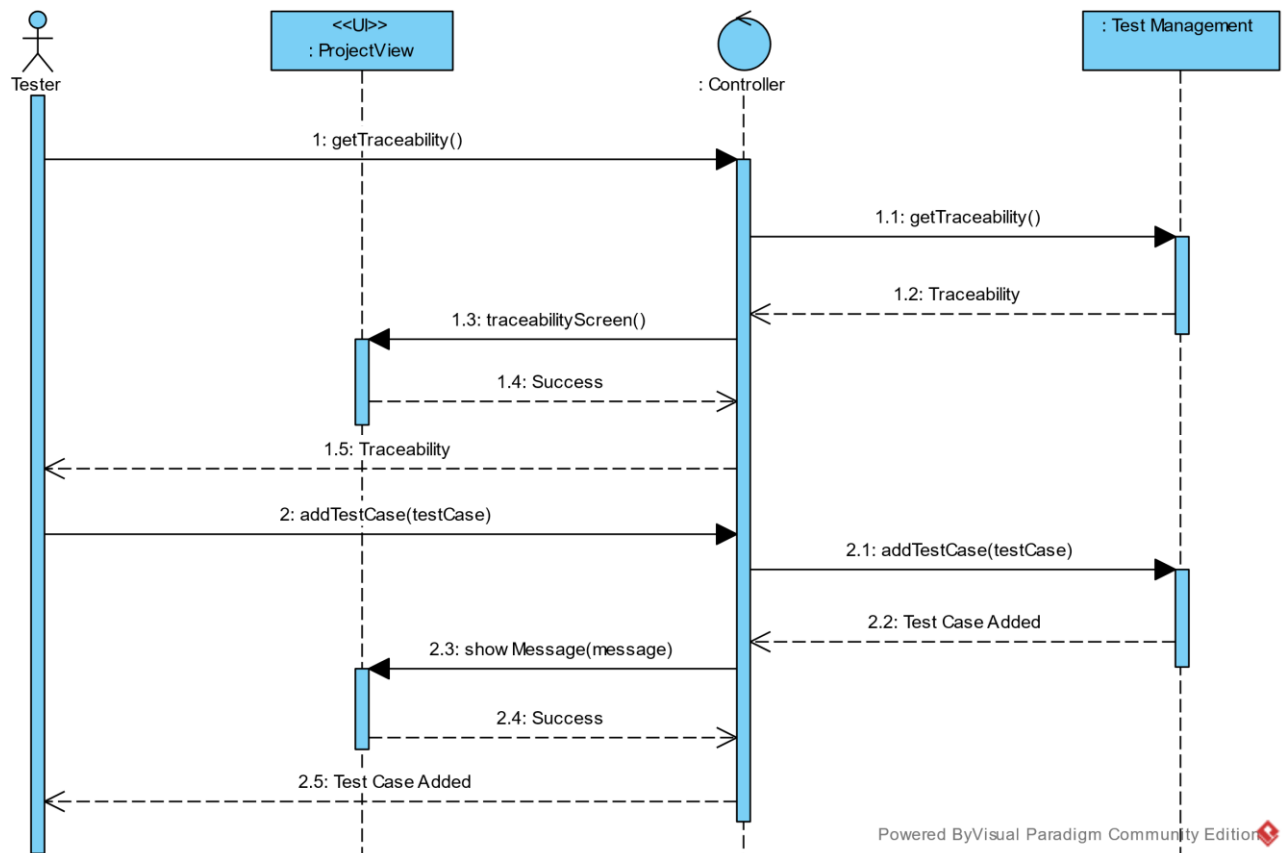 <<UI>>
: ProjectView
: Test Management
Tester
: Controller
1: getTraceability()
1.1: getTraceability()
1.2: Traceability
1.3: traceabilityScreen()
1.4: Success
1.5: Traceability
2: addTestCase(testCase)
2.1: addTestCase(testCase)
2.2: Test Case Added
2.3: show Message(message)
2.4: Success
2.5: Test Case Added
Powered ByVisual Paradigm Community Edition